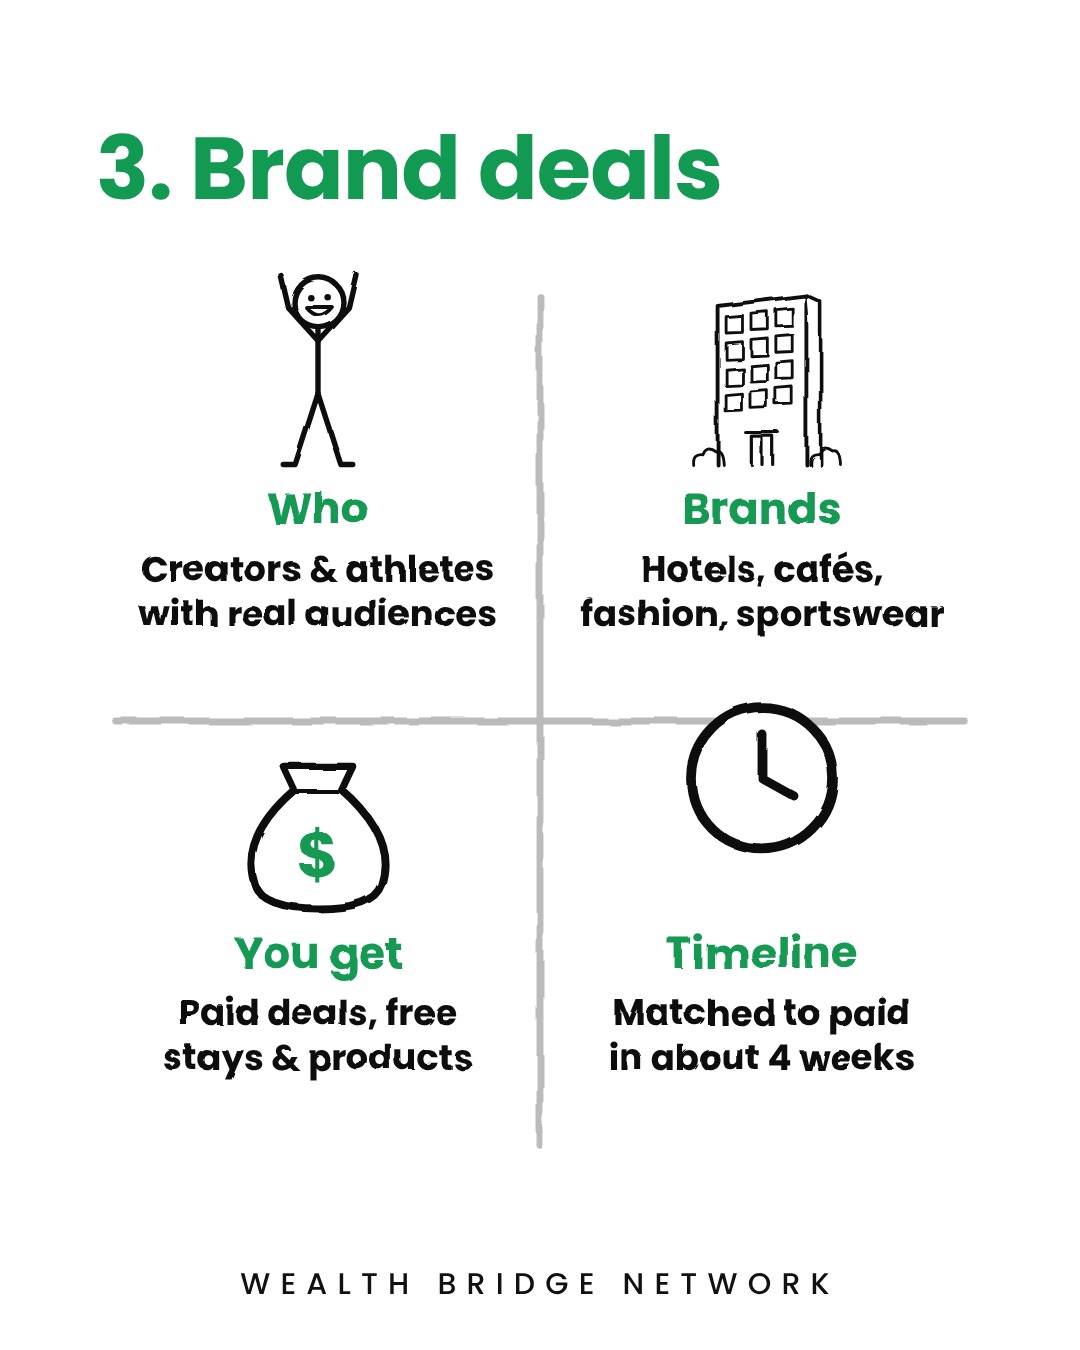 3. Brand deals
Who
Creators & athletes
with real audiences
Brands
Hotels, cafés,
fashion, sportswear
$
You get
Paid deals, free
stays & products
Timeline
Matched to paid
in about 4 weeks
WEALTH BRIDGE NETWORK